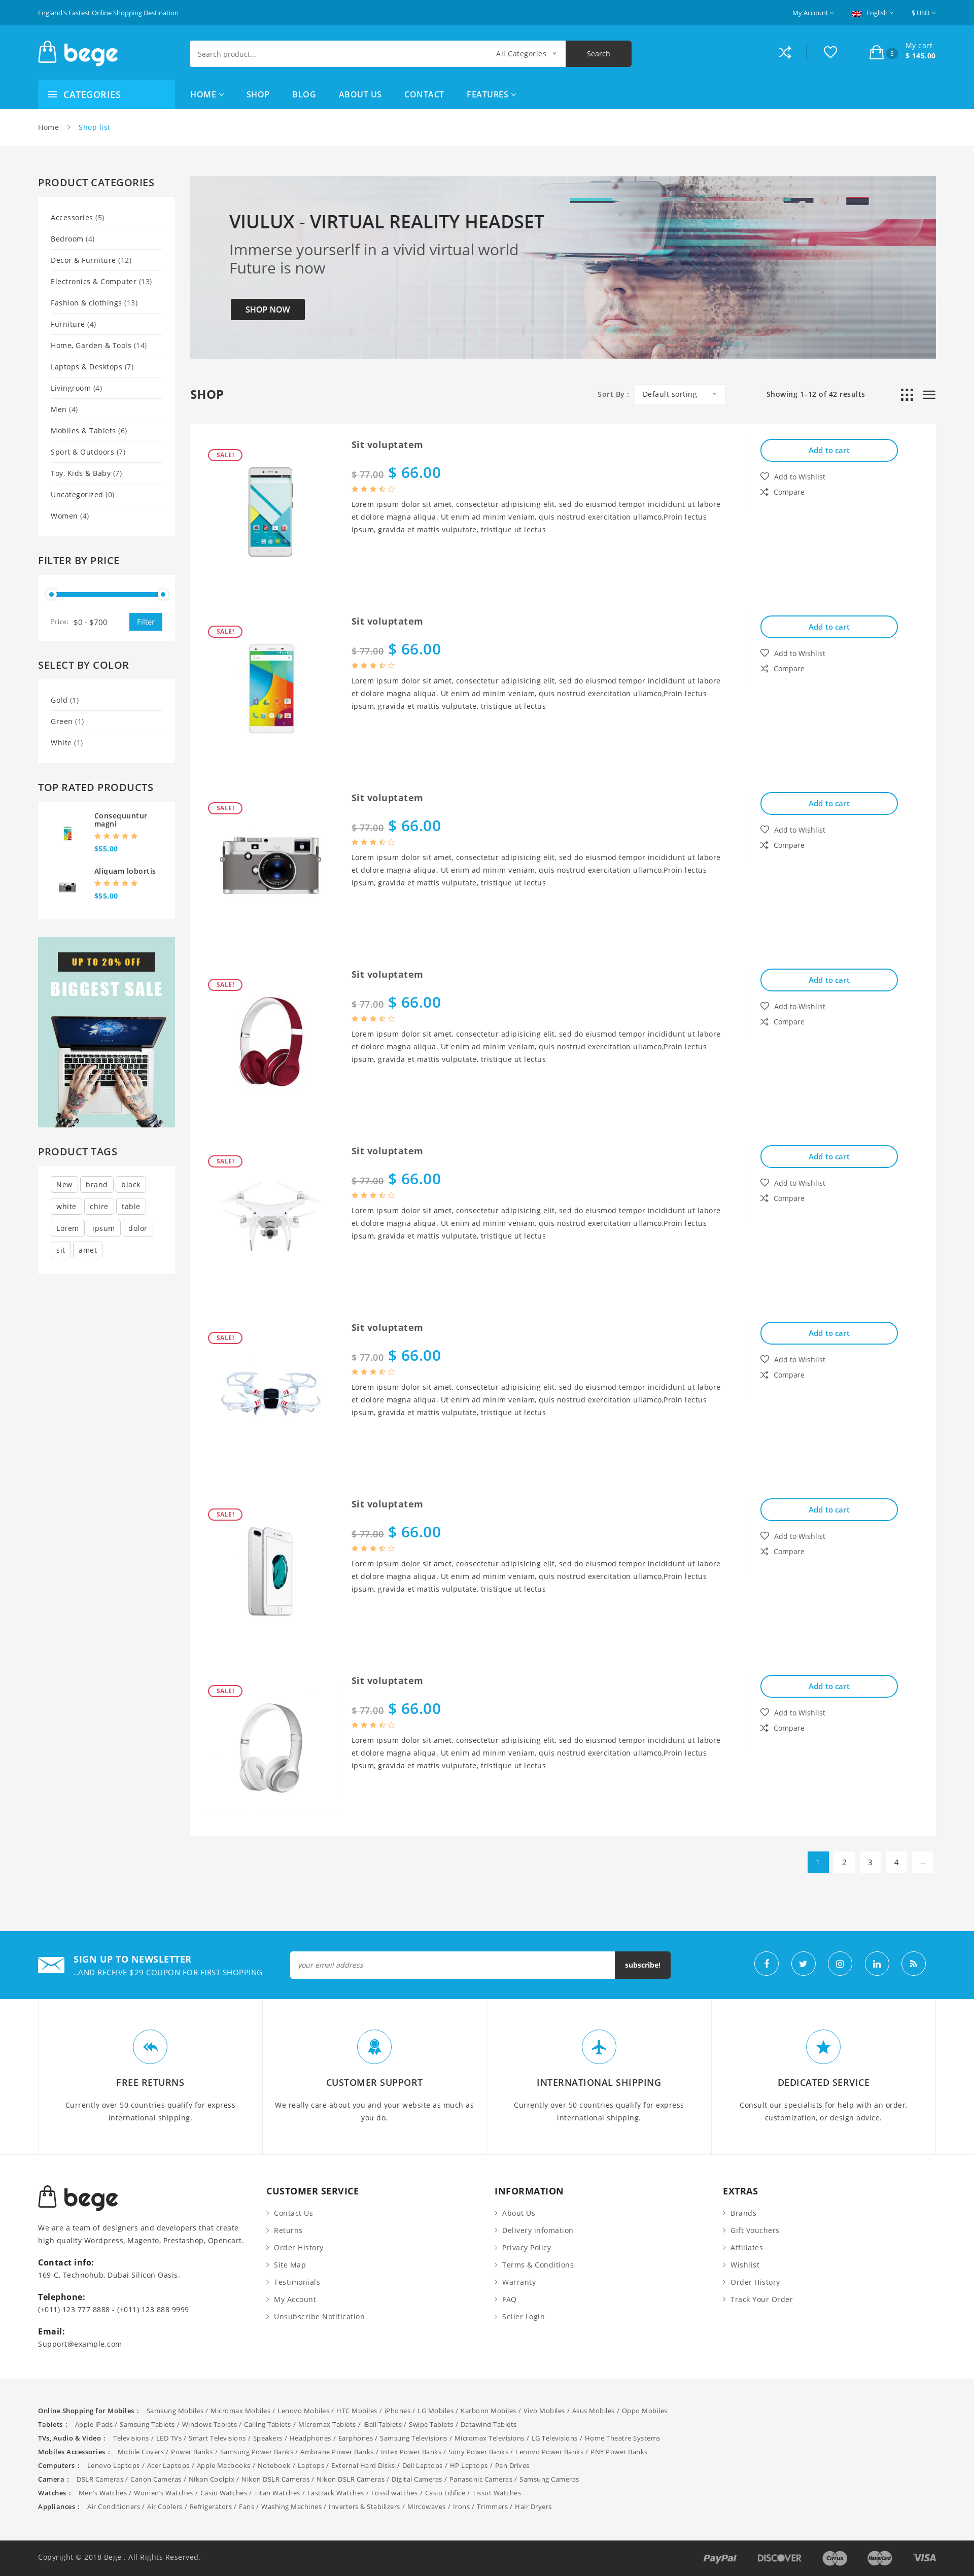 England's Fastest Online Shopping Destination
My Account
English
$ USD
bege
Search product...
All Categories
Search
3
My cart
$ 145.00
CATEGORIES
HOME
SHOP
BLOG
ABOUT US
CONTACT
FEATURES
Home
Shop list
PRODUCT CATEGORIES
Accessories (5)
Bedroom (4)
Decor & Furniture (12)
Electronics & Computer (13)
Fashion & clothings (13)
Furniture (4)
Home, Garden & Tools (14)
Laptops & Desktops (7)
Livingroom (4)
Men (4)
Mobiles & Tablets (6)
Sport & Outdoors (7)
Toy, Kids & Baby (7)
Uncategorized (0)
Women (4)
FILTER BY PRICE
Price: $0 - $700
Filter
SELECT BY COLOR
Gold (1)
Green (1)
White (1)
TOP RATED PRODUCTS
Consequuntur
magni
$55.00
Aliquam lobortis
$55.00
UP TO 20% OFF
BIGGEST SALE
PRODUCT TAGS
New
brand
black
white
chire
table
Lorem
ipsum
dolor
sit
amet
VIULUX - VIRTUAL REALITY HEADSET
Immerse yourserlf in a vivid virtual world
Future is now
SHOP NOW
SHOP
Sort By :
Default sorting
Showing 1–12 of 42 results
SALE!
Sit voluptatem
$ 77.00 $ 66.00
Lorem ipsum dolor sit amet, consectetur adipisicing elit, sed do eiusmod tempor incididunt ut labore
et dolore magna aliqua. Ut enim ad minim veniam, quis nostrud exercitation ullamco,Proin lectus
ipsum, gravida et mattis vulputate, tristique ut lectus
Add to cart
Add to Wishlist
Compare
SALE!
Sit voluptatem
$ 77.00 $ 66.00
Lorem ipsum dolor sit amet, consectetur adipisicing elit, sed do eiusmod tempor incididunt ut labore
et dolore magna aliqua. Ut enim ad minim veniam, quis nostrud exercitation ullamco,Proin lectus
ipsum, gravida et mattis vulputate, tristique ut lectus
Add to cart
Add to Wishlist
Compare
SALE!
Sit voluptatem
$ 77.00 $ 66.00
Lorem ipsum dolor sit amet, consectetur adipisicing elit, sed do eiusmod tempor incididunt ut labore
et dolore magna aliqua. Ut enim ad minim veniam, quis nostrud exercitation ullamco,Proin lectus
ipsum, gravida et mattis vulputate, tristique ut lectus
Add to cart
Add to Wishlist
Compare
SALE!
Sit voluptatem
$ 77.00 $ 66.00
Lorem ipsum dolor sit amet, consectetur adipisicing elit, sed do eiusmod tempor incididunt ut labore
et dolore magna aliqua. Ut enim ad minim veniam, quis nostrud exercitation ullamco,Proin lectus
ipsum, gravida et mattis vulputate, tristique ut lectus
Add to cart
Add to Wishlist
Compare
SALE!
Sit voluptatem
$ 77.00 $ 66.00
Lorem ipsum dolor sit amet, consectetur adipisicing elit, sed do eiusmod tempor incididunt ut labore
et dolore magna aliqua. Ut enim ad minim veniam, quis nostrud exercitation ullamco,Proin lectus
ipsum, gravida et mattis vulputate, tristique ut lectus
Add to cart
Add to Wishlist
Compare
SALE!
Sit voluptatem
$ 77.00 $ 66.00
Lorem ipsum dolor sit amet, consectetur adipisicing elit, sed do eiusmod tempor incididunt ut labore
et dolore magna aliqua. Ut enim ad minim veniam, quis nostrud exercitation ullamco,Proin lectus
ipsum, gravida et mattis vulputate, tristique ut lectus
Add to cart
Add to Wishlist
Compare
SALE!
Sit voluptatem
$ 77.00 $ 66.00
Lorem ipsum dolor sit amet, consectetur adipisicing elit, sed do eiusmod tempor incididunt ut labore
et dolore magna aliqua. Ut enim ad minim veniam, quis nostrud exercitation ullamco,Proin lectus
ipsum, gravida et mattis vulputate, tristique ut lectus
Add to cart
Add to Wishlist
Compare
SALE!
Sit voluptatem
$ 77.00 $ 66.00
Lorem ipsum dolor sit amet, consectetur adipisicing elit, sed do eiusmod tempor incididunt ut labore
et dolore magna aliqua. Ut enim ad minim veniam, quis nostrud exercitation ullamco,Proin lectus
ipsum, gravida et mattis vulputate, tristique ut lectus
Add to cart
Add to Wishlist
Compare
1
2
3
4
→
SIGN UP TO NEWSLETTER
..AND RECEIVE $29 COUPON FOR FIRST SHOPPING
your email address
subscribe!
FREE RETURNS
Currently over 50 countries qualify for express
international shipping.
CUSTOMER SUPPORT
We really care about you and your website as much as
you do.
INTERNATIONAL SHIPPING
Currently over 50 countries qualify for express
international shipping.
DEDICATED SERVICE
Consult our specialists for help with an order,
customization, or design advice.
bege
We are a team of designers and developers that create
high quality Wordpress, Magento, Prestashop, Opencart.
Contact info:
169-C, Technohub, Dubai Silicon Oasis.
Telephone:
(+011) 123 777 8888 - (+011) 123 888 9999
Email:
Support@example.com
CUSTOMER SERVICE
Contact Us
Returns
Order History
Site Map
Testimonials
My Account
Unsubscribe Notification
INFORMATION
About Us
Delivery infomation
Privacy Policy
Terms & Conditions
Warranty
FAQ
Seller Login
EXTRAS
Brands
Gift Vouchers
Affiliates
Wishlist
Order History
Track Your Order
Online Shopping for Mobiles : Samsung Mobiles / Micromax Mobiles / Lenovo Mobiles / HTC Mobiles / iPhones / LG Mobiles / Karbonn Mobiles / Vivo Mobiles / Asus Mobiles / Oppo Mobiles
Tablets : Apple iPads / Samsung Tablets / Windows Tablets / Calling Tablets / Micromax Tablets / iBall Tablets / Swipe Tablets / Datawind Tablets
TVs, Audio & Video : Televisions / LED TVs / Smart Televisions / Speakers / Headphones / Earphones / Samsung Televisions / Micromax Televisions / LG Televisions / Home Theatre Systems
Mobiles Accessories : Mobile Covers / Power Banks / Samsung Power Banks / Ambrane Power Banks / Intex Power Banks / Sony Power Banks / Lenovo Power Banks / PNY Power Banks
Computers : Lenovo Laptops / Acer Laptops / Apple Macbooks / Notebook / Laptops / External Hard Disks / Dell Laptops / HP Laptops / Pen Drives
Camera : DSLR Cameras / Canon Cameras / Nikon Coolpix / Nikon DSLR Cameras / Nikon DSLR Cameras / Digital Cameras / Panasonic Cameras / Samsung Cameras
Watches : Men's Watches / Women's Watches / Casio Watches / Titan Watches / Fastrack Watches / Fossil watches / Casio Edifice / Tissot Watches
Appliances : Air Conditioners / Air Coolers / Refrigerators / Fans / Washing Machines / Inverters & Stabilizers / Mircowaves / Irons / Trimmers / Hair Dryers
Copyright © 2018 Bege . All Rights Reserved.
PayPal
DISCOVER
Cirrus
MasterCard
VISA